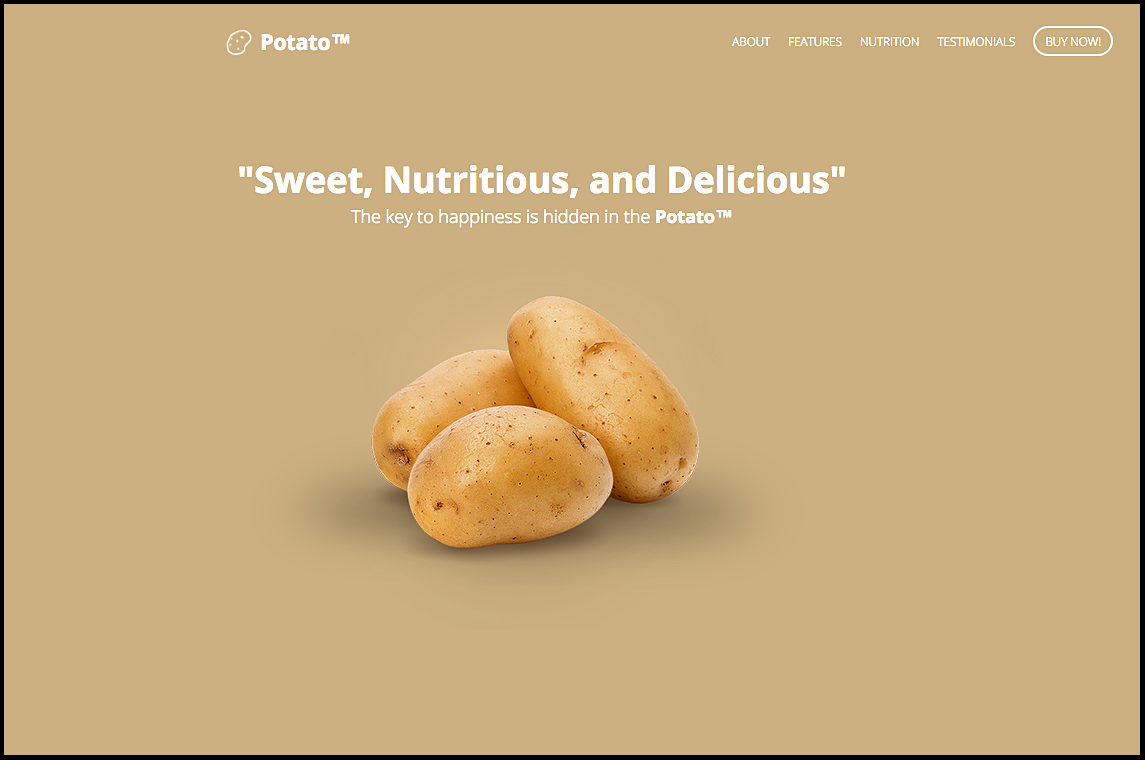 Potato™
ABOUT FEATURES NUTRITION TESTIMONIALS BUY NOW!
"Sweet, Nutritious, and Delicious"
The key to happiness is hidden in the Potato™